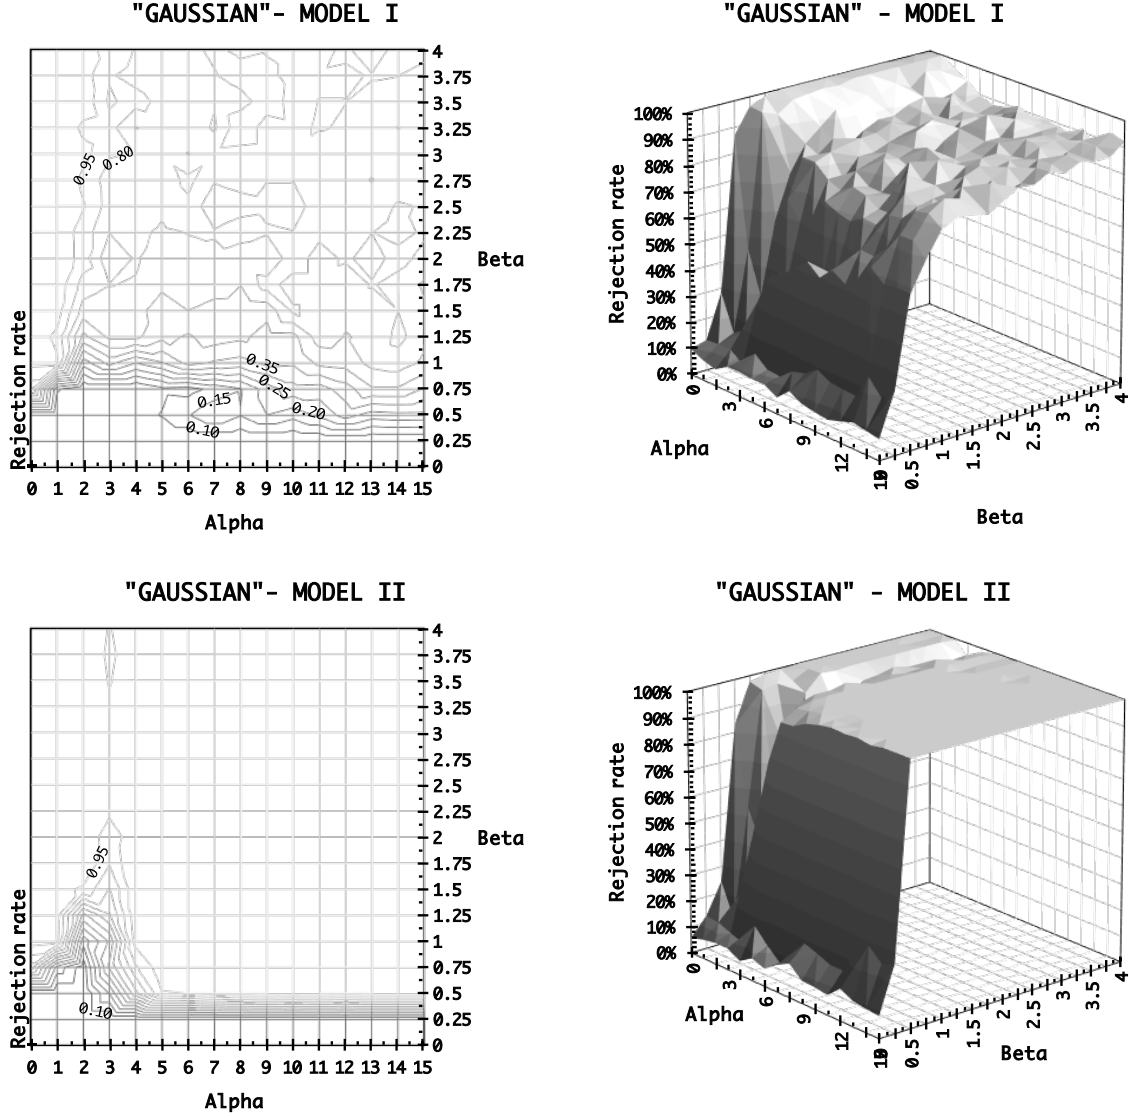 "GAUSSIAN"- MODEL I
4
3.75
3.5
3.25
3
2.75
2.5
2.25
2
1.75
1.5
1.25
1
0.75
0.5
0.25
0
Beta
0.95
0.80
0.35
0.25
0.15
0.20
0.10
Rejection rate
0 1 2 3 4 5 6 7 8 9 10 11 12 13 14 15
Alpha
"GAUSSIAN" - MODEL I
100%
90%
80%
70%
60%
50%
40%
30%
20%
10%
0%
Rejection rate
0 3 6 9 12
Alpha
0.5 1 1.5 2 2.5 3 3.5 4
Beta
"GAUSSIAN"- MODEL II
4
3.75
3.5
3.25
3
2.75
2.5
2.25
2
1.75
1.5
1.25
1
0.75
0.5
0.25
0
Beta
0.95
0.10
Rejection rate
0 1 2 3 4 5 6 7 8 9 10 11 12 13 14 15
Alpha
"GAUSSIAN" - MODEL II
100%
90%
80%
70%
60%
50%
40%
30%
20%
10%
0%
Rejection rate
0 3 6 9 12
Alpha
0.5 1 1.5 2 2.5 3 3.5 4
Beta